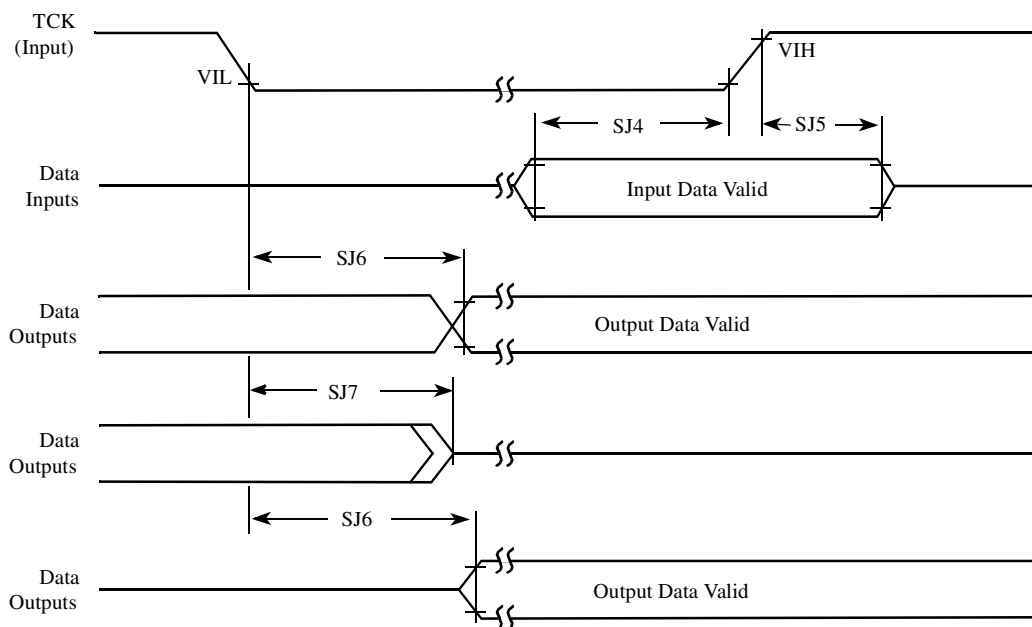 TCK
(Input)
VIL
VIH
SJ4
SJ5
Data
Inputs
Input Data Valid
SJ6
Data
Outputs
Output Data Valid
SJ7
Data
Outputs
SJ6
Data
Outputs
Output Data Valid